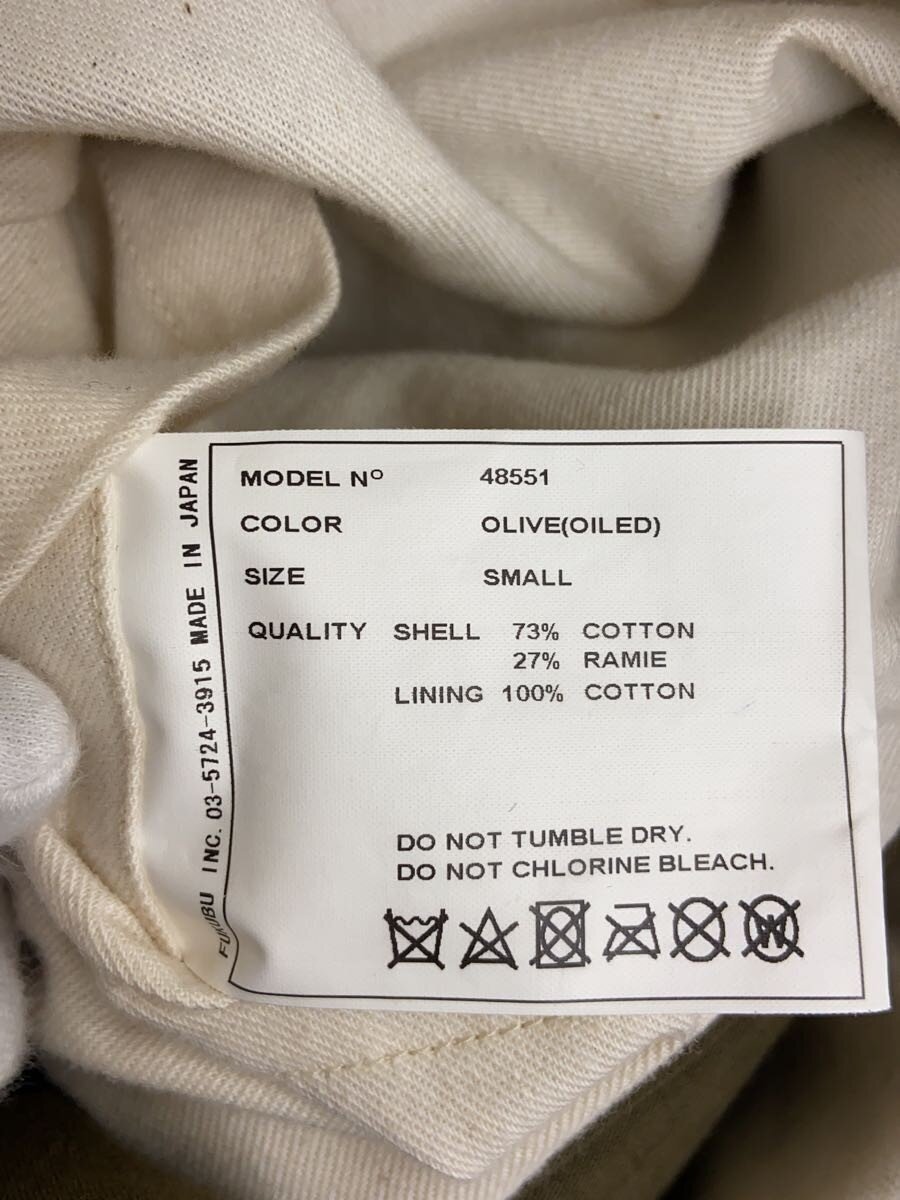 MODEL Nº 48551
COLOR OLIVE(OILED)
SIZE SMALL
QUALITY SHELL 73% COTTON
27% RAMIE
LINING 100% COTTON
DO NOT TUMBLE DRY.
DO NOT CHLORINE BLEACH.
W
INC. 03-5724-3915 MADE IN JAPAN